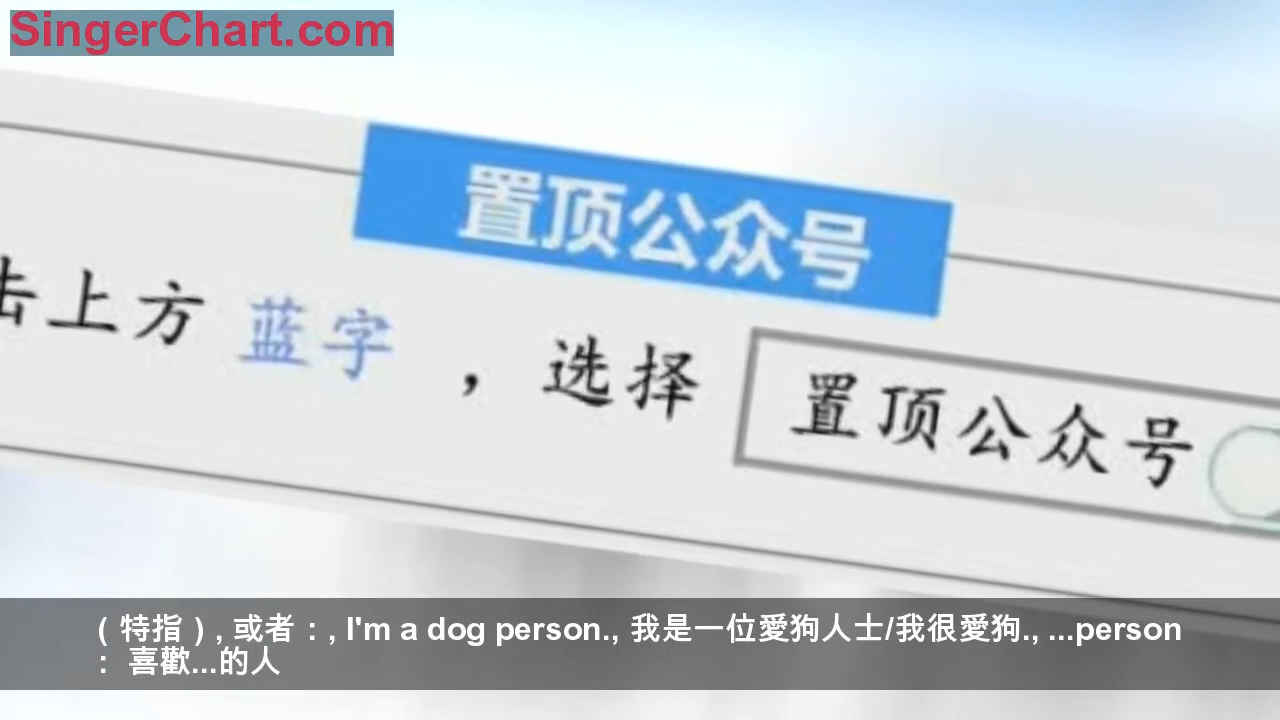 SingerChart.com
置顶公众号
击上方 蓝字 ，选择 置顶公众号
( 特指 ) , 或者：, I'm a dog person., 我是一位愛狗人士/我很愛狗., ...person
： 喜歡...的人